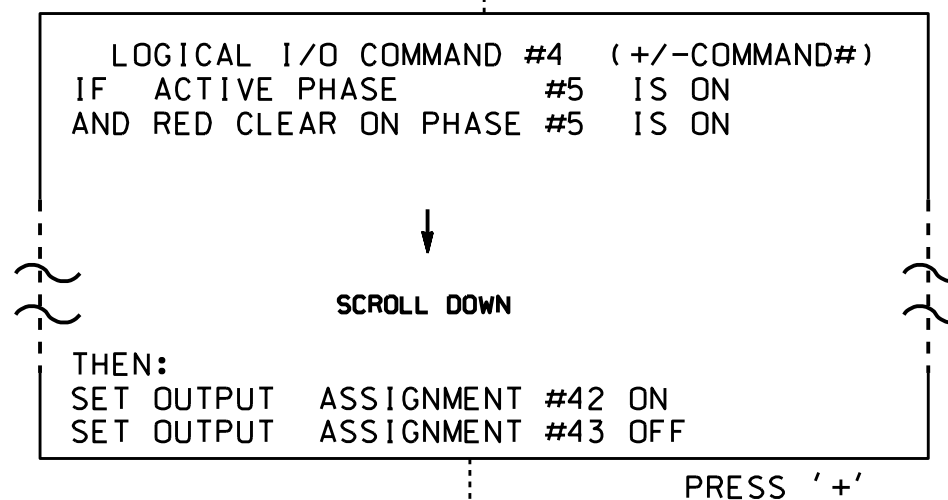 LOGICAL I/O COMMAND #4 (+/-COMMAND#)
IF ACTIVE PHASE #5 IS ON
AND RED CLEAR ON PHASE #5 IS ON
SCROLL DOWN
THEN:
SET OUTPUT ASSIGNMENT #42 ON
SET OUTPUT ASSIGNMENT #43 OFF
PRESS '+'